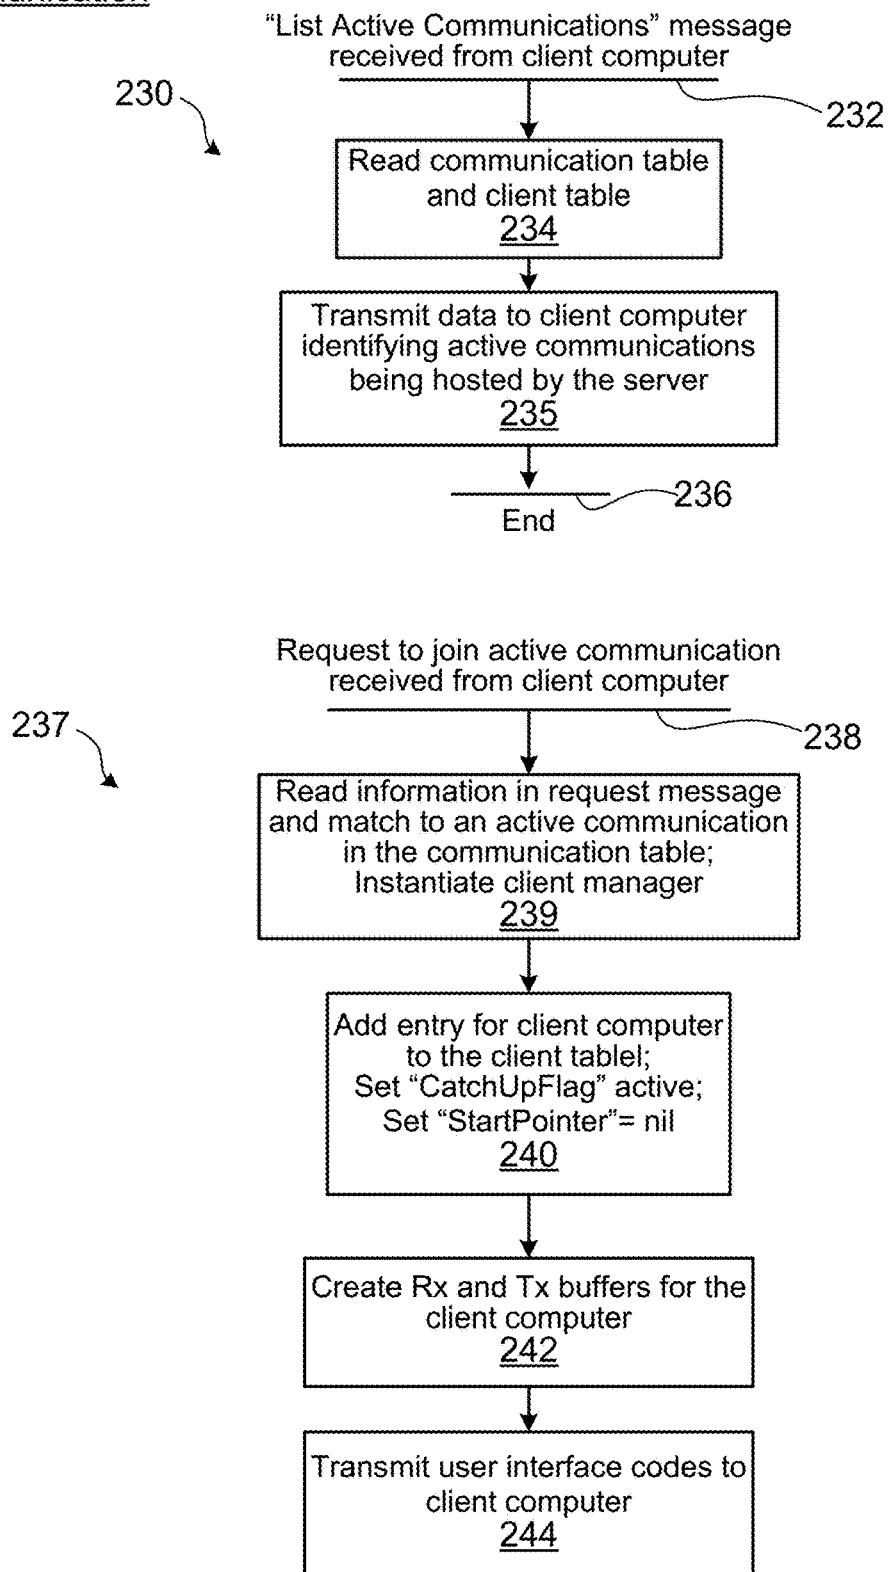 "List Active Communications" message
received from client computer
230
232
Read communication table
and client table
234
Transmit data to client computer
identifying active communications
being hosted by the server
235
236
End
Request to join active communication
received from client computer
237
238
Read information in request message
and match to an active communication
in the communication table;
Instantiate client manager
239
Add entry for client computer
to the client tablel;
Set "CatchUpFlag" active;
Set "StartPointer"= nil
240
Create Rx and Tx buffers for the
client computer
242
Transmit user interface codes to
client computer
244